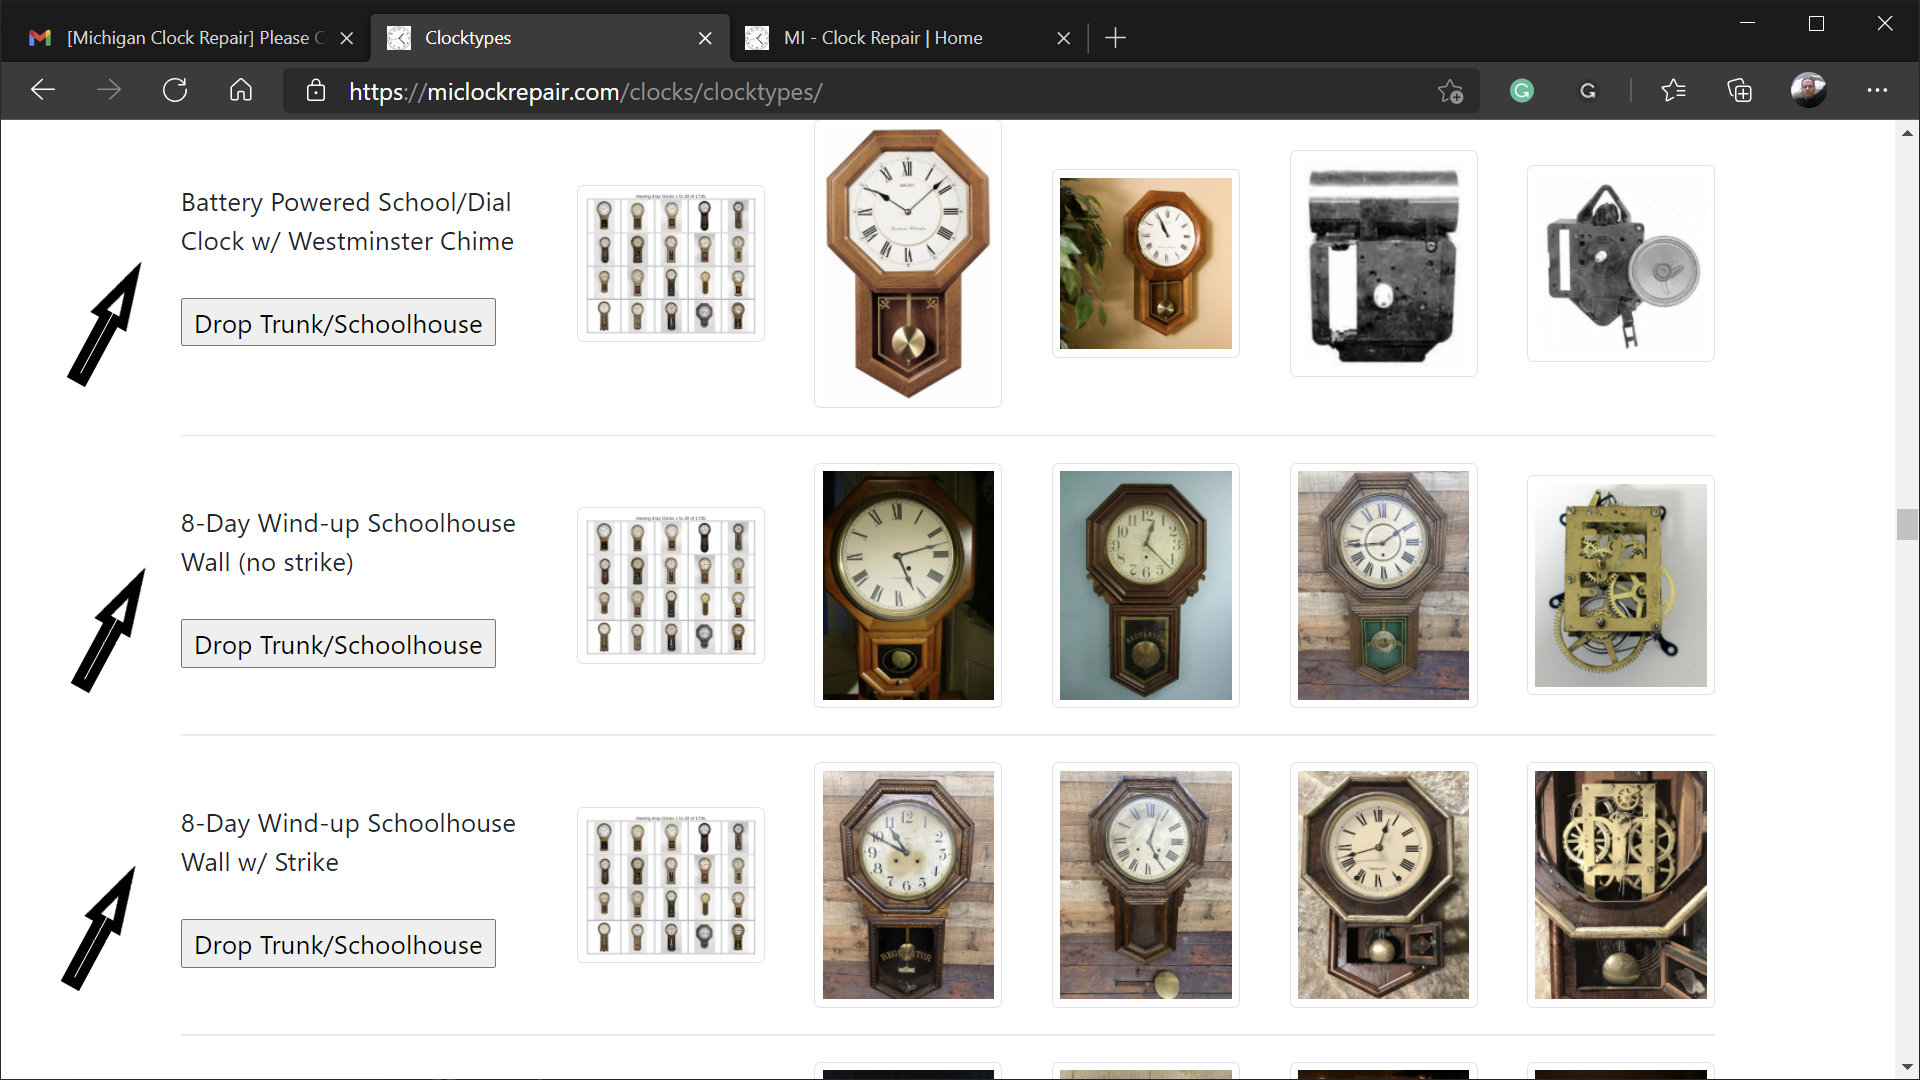 [Michigan Clock Repair] Please C
Clocktypes
MI - Clock Repair | Home
https://miclockrepair.com/clocks/clocktypes/
Battery Powered School/Dial
Clock w/ Westminster Chime
Drop Trunk/Schoolhouse
8-Day Wind-up Schoolhouse
Wall (no strike)
Drop Trunk/Schoolhouse
REGULATOR
8-Day Wind-up Schoolhouse
Wall w/ Strike
Drop Trunk/Schoolhouse
REGULATOR